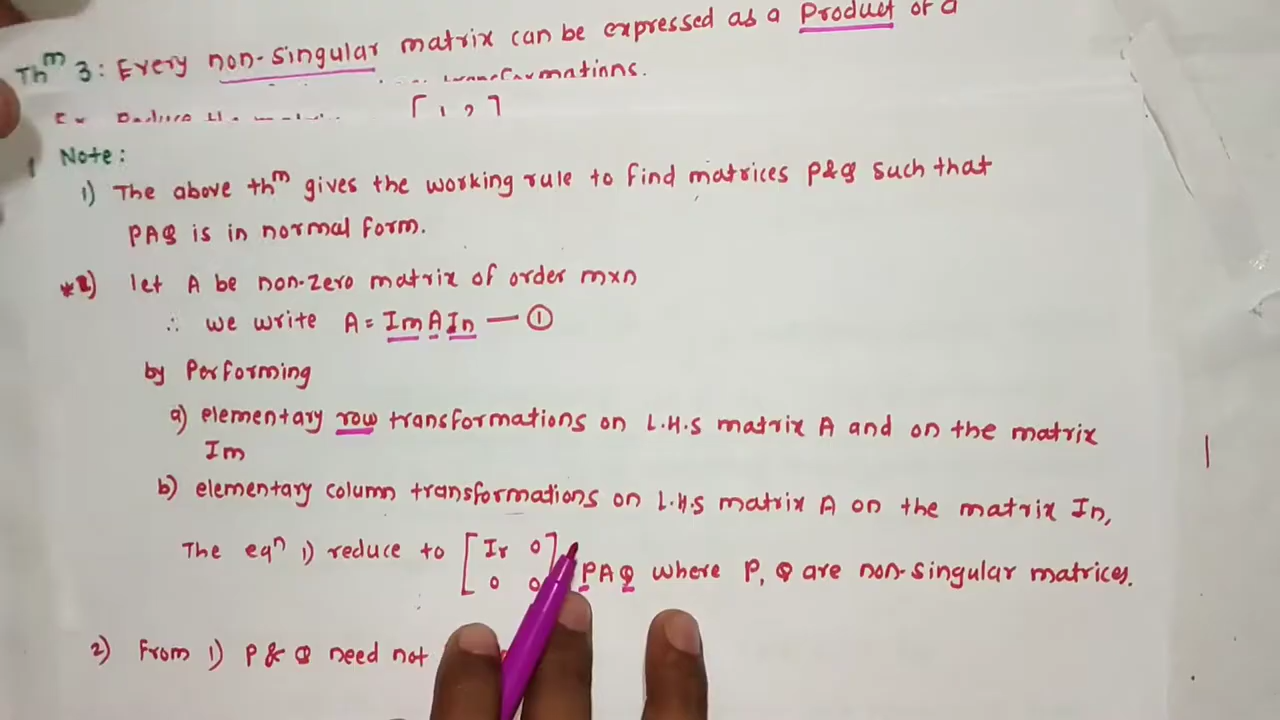 Thm 3: Every non-singular matrix can be expressed as a Product of a
transformations.
Note:
1) The above thm gives the working rule to find matrices P&Q such that
PAQ is in normal form.
*2) let A be non-zero matrix of order m×n
∴ we write A = Im A In — ①
by Performing
a) elementary row transformations on L.H.S matrix A and on the matrix
Im
b) elementary column transformations on L.H.S matrix A on the matrix In,
The eqn 1) reduce to [Ir 0
0 0 PAQ where P, Q are non-singular matrices.
2) From 1) P & Q need not